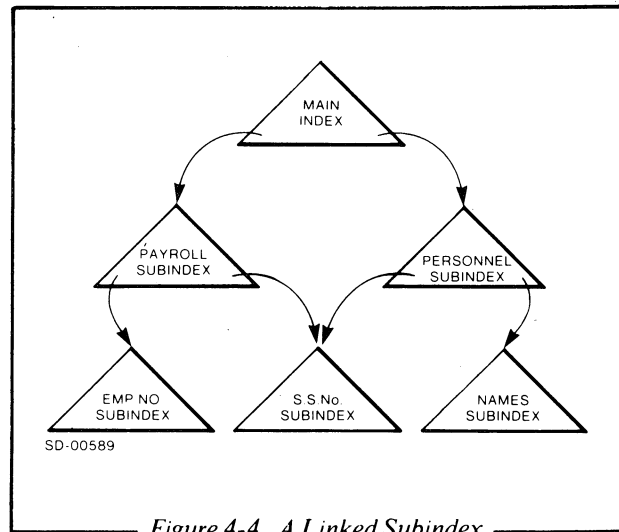 MAIN
INDEX
PAYROLL
SUBINDEX
PERSONNEL
SUBINDEX
EMP NO
SUBINDEX
S.S.No.
SUBINDEX
NAMES
SUBINDEX
SD-00589
Figure 4-4 A Linked Subindex